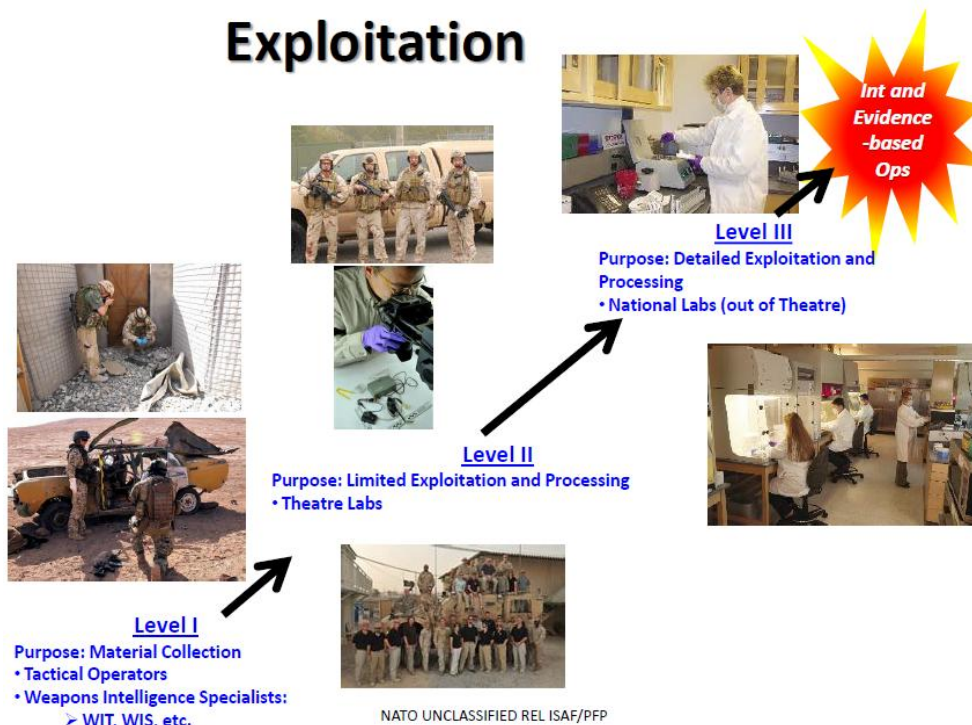 Exploitation
Int and
Evidence
-based
Ops
Level III
Purpose: Detailed Exploitation and
Processing
• National Labs (out of Theatre)
Level II
Purpose: Limited Exploitation and Processing
• Theatre Labs
Level I
Purpose: Material Collection
• Tactical Operators
• Weapons Intelligence Specialists:
➢ WIT, WIS, etc.
NATO UNCLASSIFIED REL ISAF/PFP